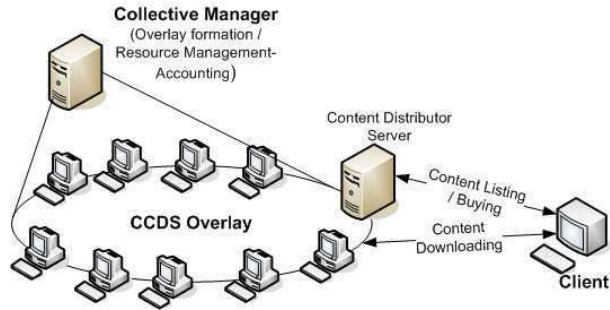 Collective Manager
(Overlay formation /
Resource Management-
Accounting)
Content Distributor
Server
Content Listing
/ Buying
CCDS Overlay
Content
Downloading
Client